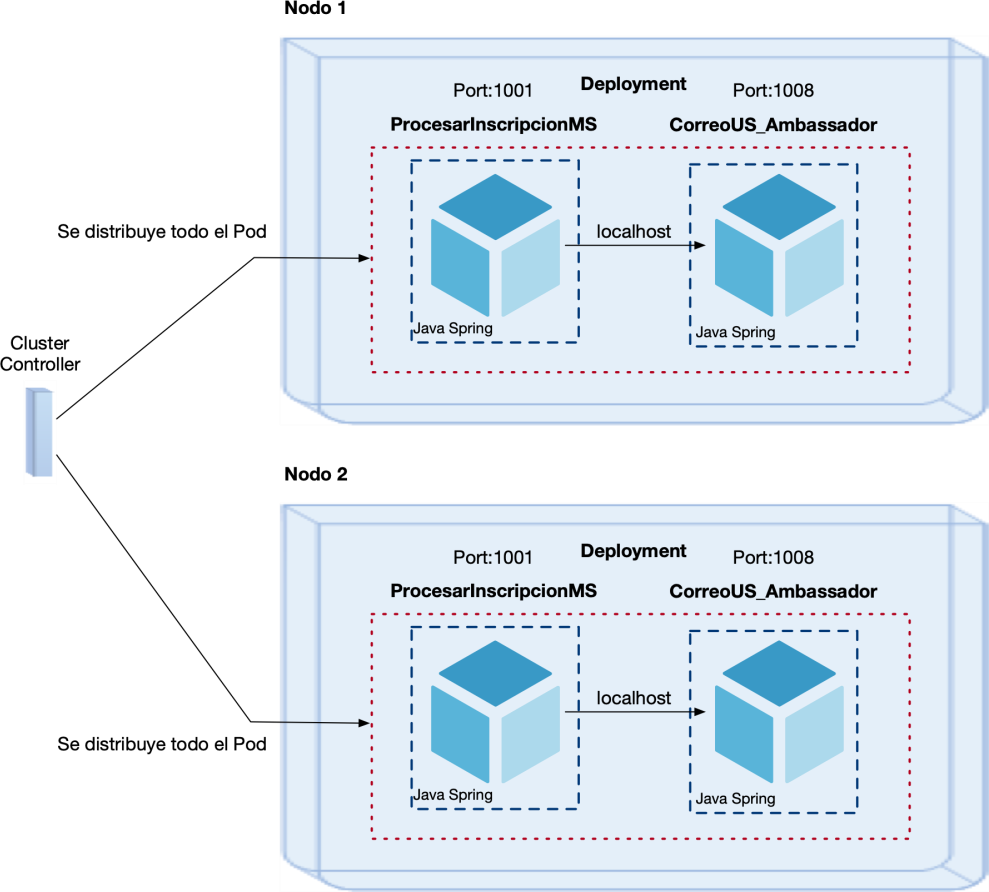 Nodo 1
Deployment
Port:1001
Port:1008
ProcesarInscripcionMS
CorreoUS_Ambassador
Se distribuye todo el Pod
localhost
Java Spring
Java Spring
Cluster
Controller
Nodo 2
Deployment
Port:1001
Port:1008
ProcesarInscripcionMS
CorreoUS_Ambassador
localhost
Se distribuye todo el Pod
Java Spring
Java Spring